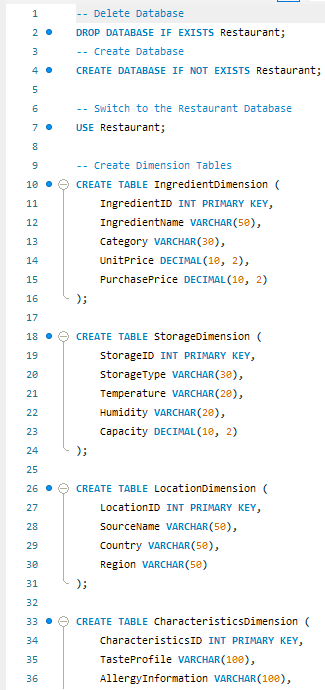 1 -- Delete Database
2 DROP DATABASE IF EXISTS Restaurant;
3 -- Create Database
4 CREATE DATABASE IF NOT EXISTS Restaurant;
5
6 -- Switch to the Restaurant Database
7 USE Restaurant;
8
9 -- Create Dimension Tables
10 CREATE TABLE IngredientDimension (
11 IngredientID INT PRIMARY KEY,
12 IngredientName VARCHAR(50),
13 Category VARCHAR(30),
14 UnitPrice DECIMAL(10, 2),
15 PurchasePrice DECIMAL(10, 2)
16 );
17
18 CREATE TABLE StorageDimension (
19 StorageID INT PRIMARY KEY,
20 StorageType VARCHAR(30),
21 Temperature VARCHAR(20),
22 Humidity VARCHAR(20),
23 Capacity DECIMAL(10, 2)
24 );
25
26 CREATE TABLE LocationDimension (
27 LocationID INT PRIMARY KEY,
28 SourceName VARCHAR(50),
29 Country VARCHAR(50),
30 Region VARCHAR(50)
31 );
32
33 CREATE TABLE CharacteristicsDimension (
34 CharacteristicsID INT PRIMARY KEY,
35 TasteProfile VARCHAR(100),
36 AllergyInformation VARCHAR(100),